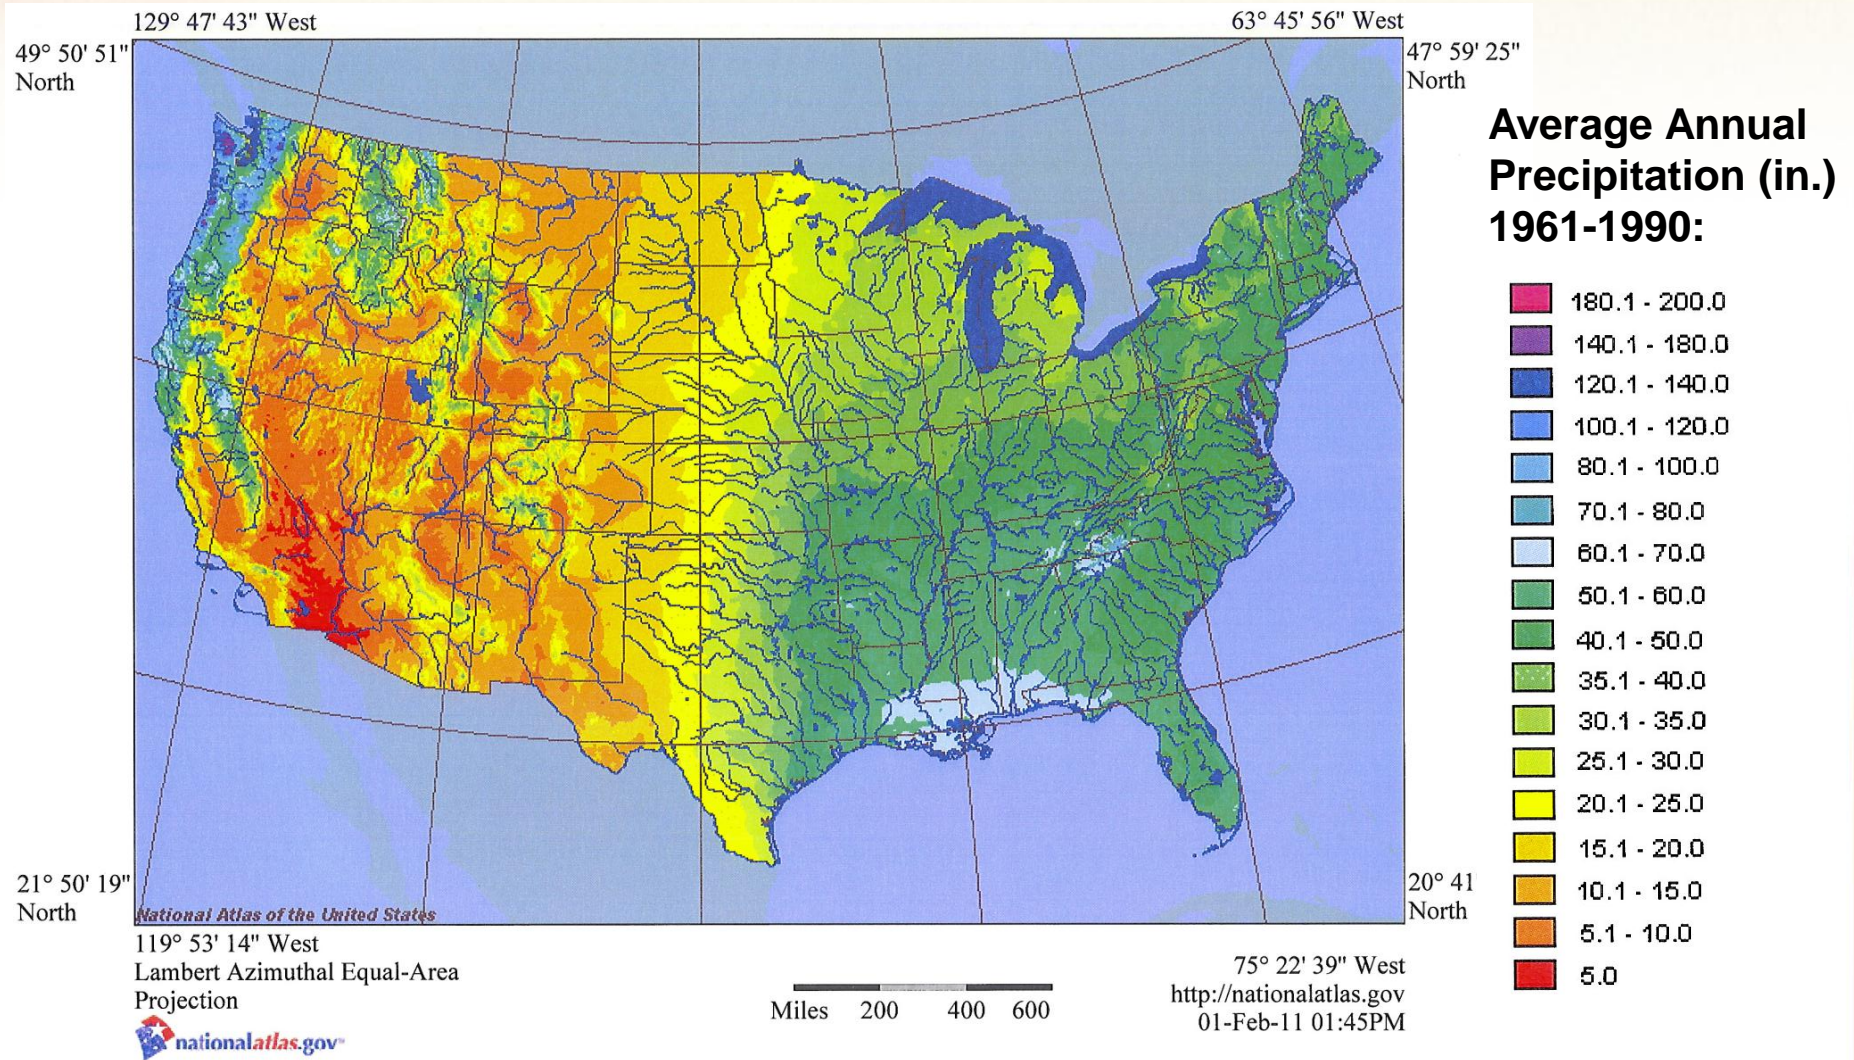 129° 47' 43" West
63° 45' 56" West
49° 50' 51"
North
47° 59' 25"
North
Average Annual
Precipitation (in.)
1961-1990:
180.1 - 200.0
140.1 - 180.0
120.1 - 140.0
100.1 - 120.0
80.1 - 100.0
70.1 - 80.0
60.1 - 70.0
50.1 - 60.0
40.1 - 50.0
35.1 - 40.0
30.1 - 35.0
25.1 - 30.0
20.1 - 25.0
15.1 - 20.0
10.1 - 15.0
5.1 - 10.0
5.0
21° 50' 19"
North
20° 41
North
National Atlas of the United States
119° 53' 14" West
Lambert Azimuthal Equal-Area
Projection
nationalatlas.gov
Miles 200 400 600
75° 22' 39" West
http://nationalatlas.gov
01-Feb-11 01:45PM